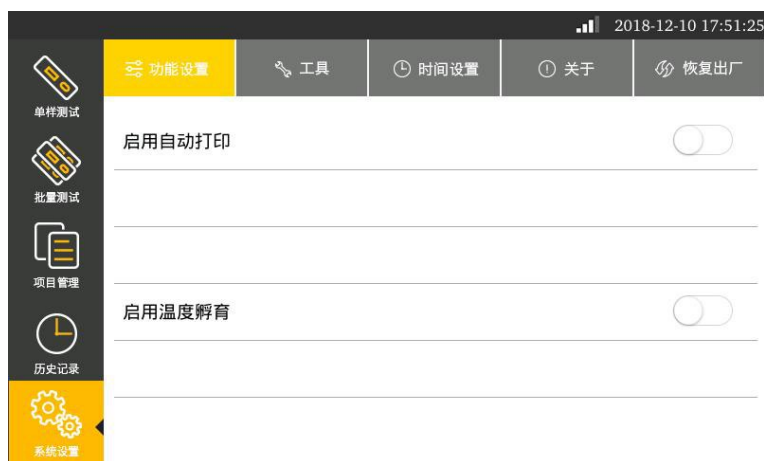 2018-12-10 17:51:25
功能设置
工具
时间设置
关于
恢复出厂
单样测试
批量测试
项目管理
历史记录
系统设置
启用自动打印
启用温度孵育